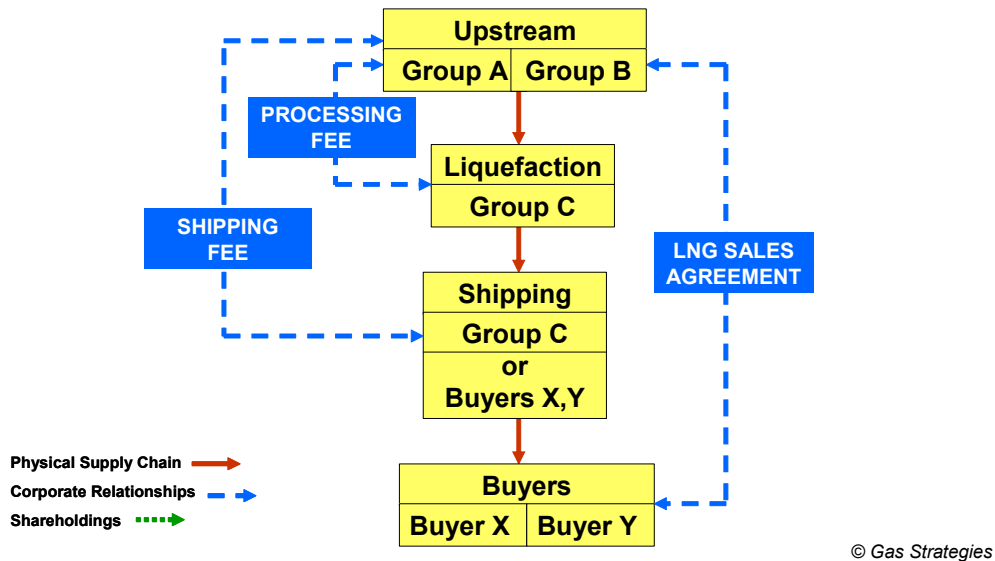 Upstream
Group A
Group B
PROCESSING
FEE
Liquefaction
Group C
SHIPPING
FEE
LNG SALES
AGREEMENT
Shipping
Group C
or
Buyers X,Y
Physical Supply Chain
Corporate Relationships
Shareholdings
Buyers
Buyer X
Buyer Y
© Gas Strategies